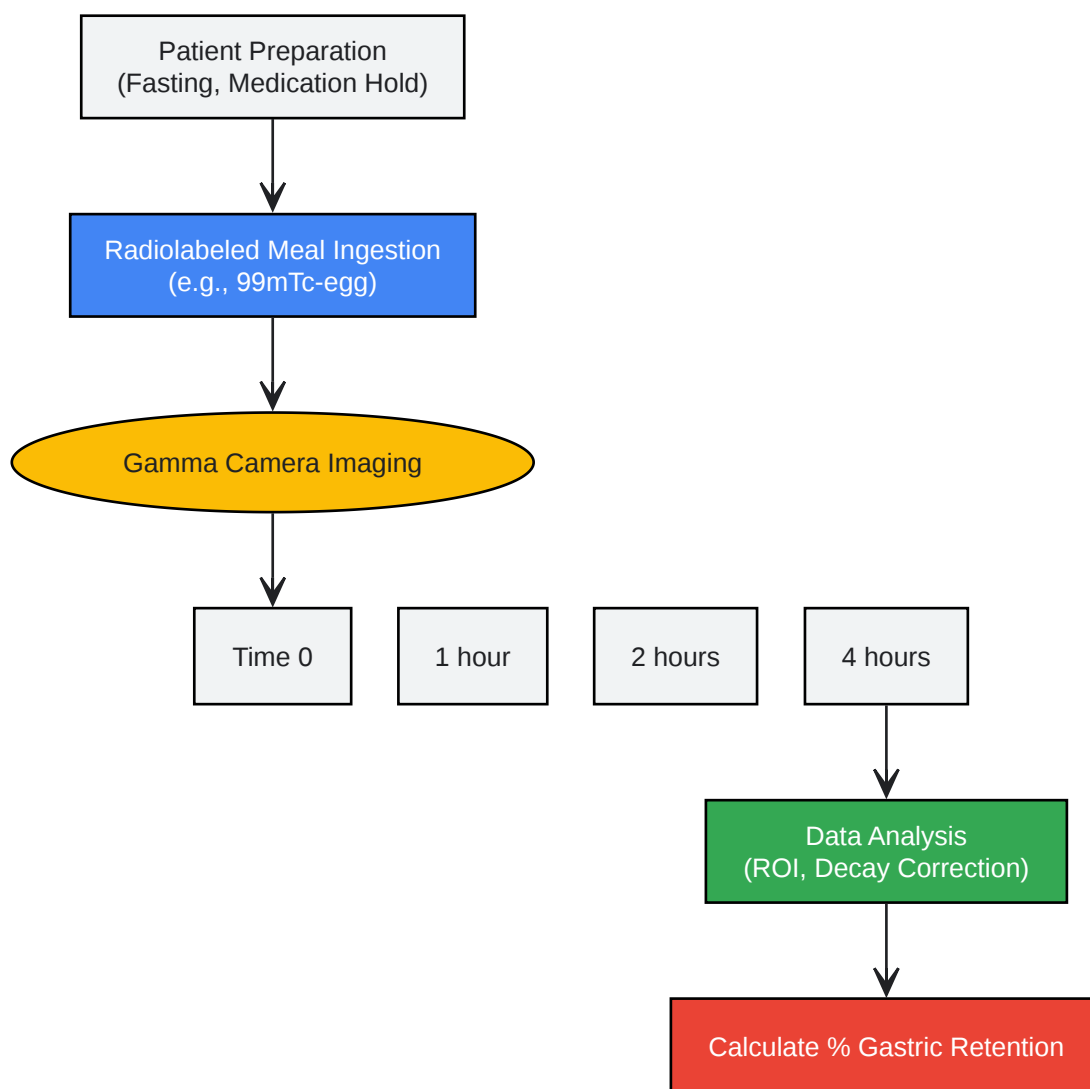 Patient Preparation
(Fasting, Medication Hold)
Radiolabeled Meal Ingestion
(e.g., 99mTc-egg)
Gamma Camera Imaging
Time 0
1 hour
2 hours
4 hours
Data Analysis
(ROI, Decay Correction)
Calculate % Gastric Retention